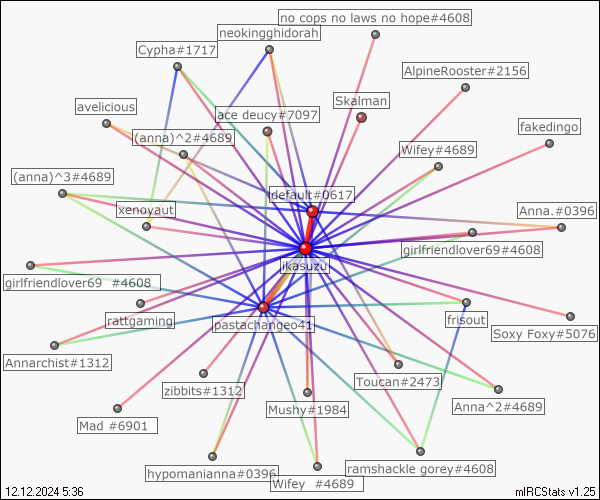 no cops no laws no hope#4608
neokingghidorah
Cypha#1717
AlpineRooster#2156
Skalman
avelicious
ace deucy#7097
fakedingo
(anna)^2#4689
Wifey#4689
(anna)^3#4689
default#0617
xenoyaut
Anna.#0396
girlfriendlover69#4608
ikasuzu
girlfriendlover69 #4608
rattgaming
frisout
pastachangeo41
Soxy Foxy#5076
Annarchist#1312
zibbits#1312
Toucan#2473
Mushy#1984
Anna^2#4689
Mad #6901
ramshackle gorey#4608
hypomanianna#0396
Wifey #4689
12.12.2024 5:36
mIRCStats v1.25